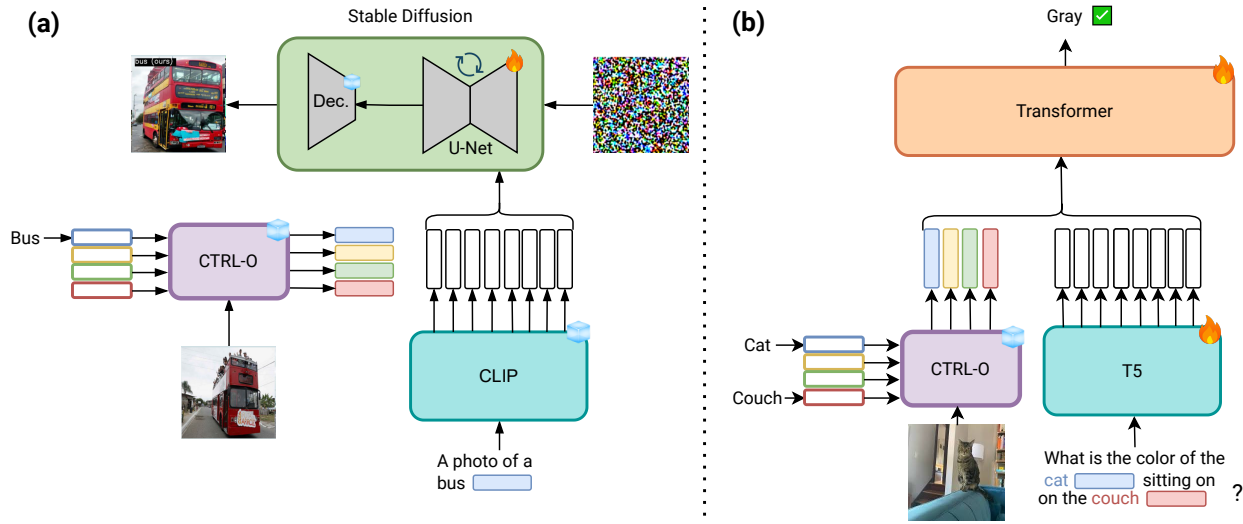 (a)
Stable Diffusion
bus (ours)
Dec.
U-Net
Bus
CTRL-O
CLIP
A photo of a
bus
(b)
Gray
Transformer
Cat
Couch
CTRL-O
T5
What is the color of the
cat sitting on
on the couch ?